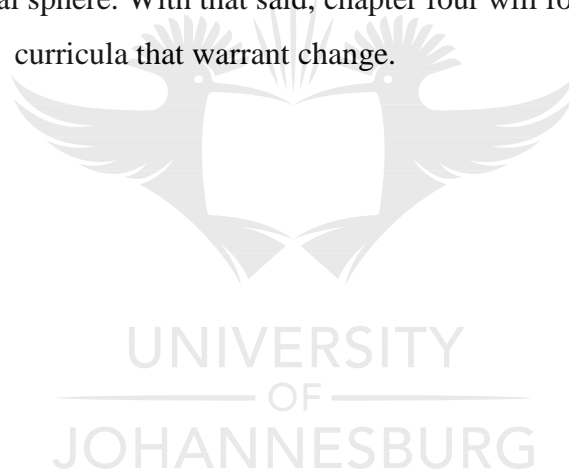 al sphere. With that said, chapter four will fo
curricula that warrant change.
UNIVERSITY
OF
JOHANNESBURG